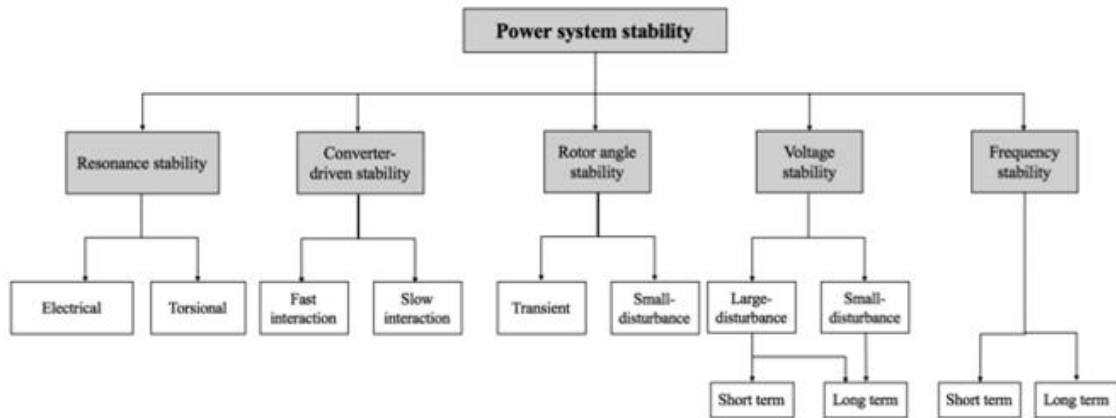 Power system stability
Resonance stability
Converter-
driven stability
Rotor angle
stability
Voltage
stability
Frequency
stability
Electrical
Torsional
Fast
interaction
Slow
interaction
Transient
Small-
disturbance
Large-
disturbance
Small-
disturbance
Short term
Long term
Short term
Long term